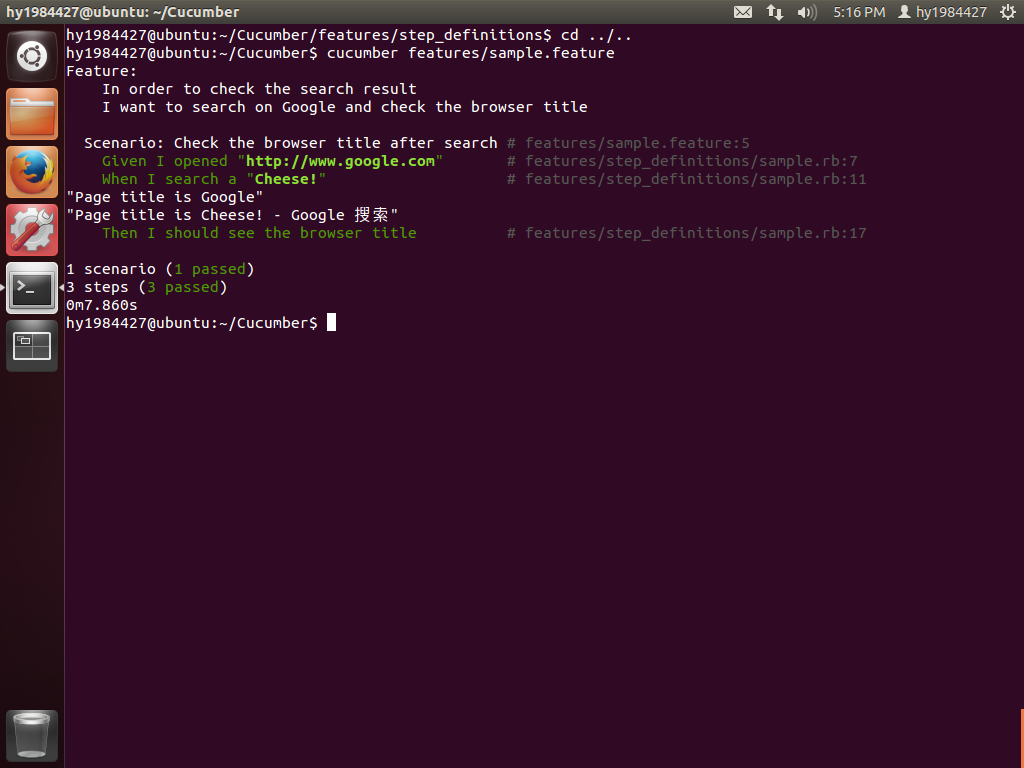 hy1984427@ubuntu: ~/Cucumber
5:16 PM
hy1984427
hy1984427@ubuntu:~/Cucumber/features/step_definitions$ cd ../..
hy1984427@ubuntu:~/Cucumber$ cucumber features/sample.feature
Feature:
    In order to check the search result
    I want to search on Google and check the browser title
  Scenario: Check the browser title after search # features/sample.feature:5
    Given I opened "http://www.google.com"       # features/step_definitions/sample.rb:7
    When I search a "Cheese!"                    # features/step_definitions/sample.rb:11
"Page title is Google"
"Page title is Cheese! - Google 搜索"
    Then I should see the browser title          # features/step_definitions/sample.rb:17
1 scenario (1 passed)
3 steps (3 passed)
0m7.860s
hy1984427@ubuntu:~/Cucumber$